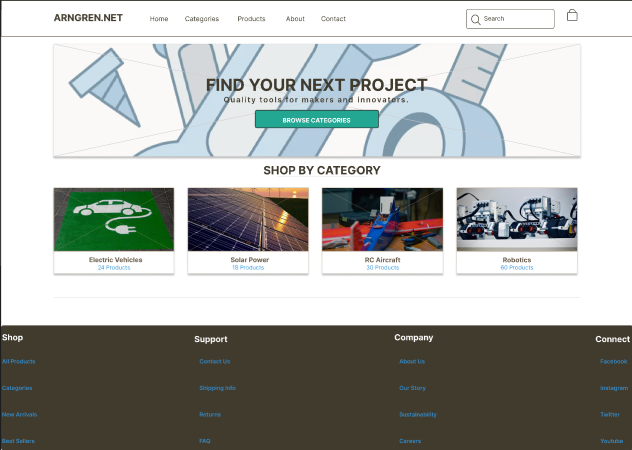 ARNGREN.NET Home Categories Products About Contact Search
FIND YOUR NEXT PROJECT
Quality tools for makers and innovators.
BROWSE CATEGORIES
SHOP BY CATEGORY
Electric Vehicles
24 Products
Solar Power
18 Products
RC Aircraft
30 Products
Robotics
60 Products
Shop
All Products
Categories
New Arrivals
Best Sellers
Support
Contact Us
Shipping Info
Returns
FAQ
Company
About Us
Our Story
Sustainability
Careers
Connect
Facebook
Instagram
Twitter
Youtube